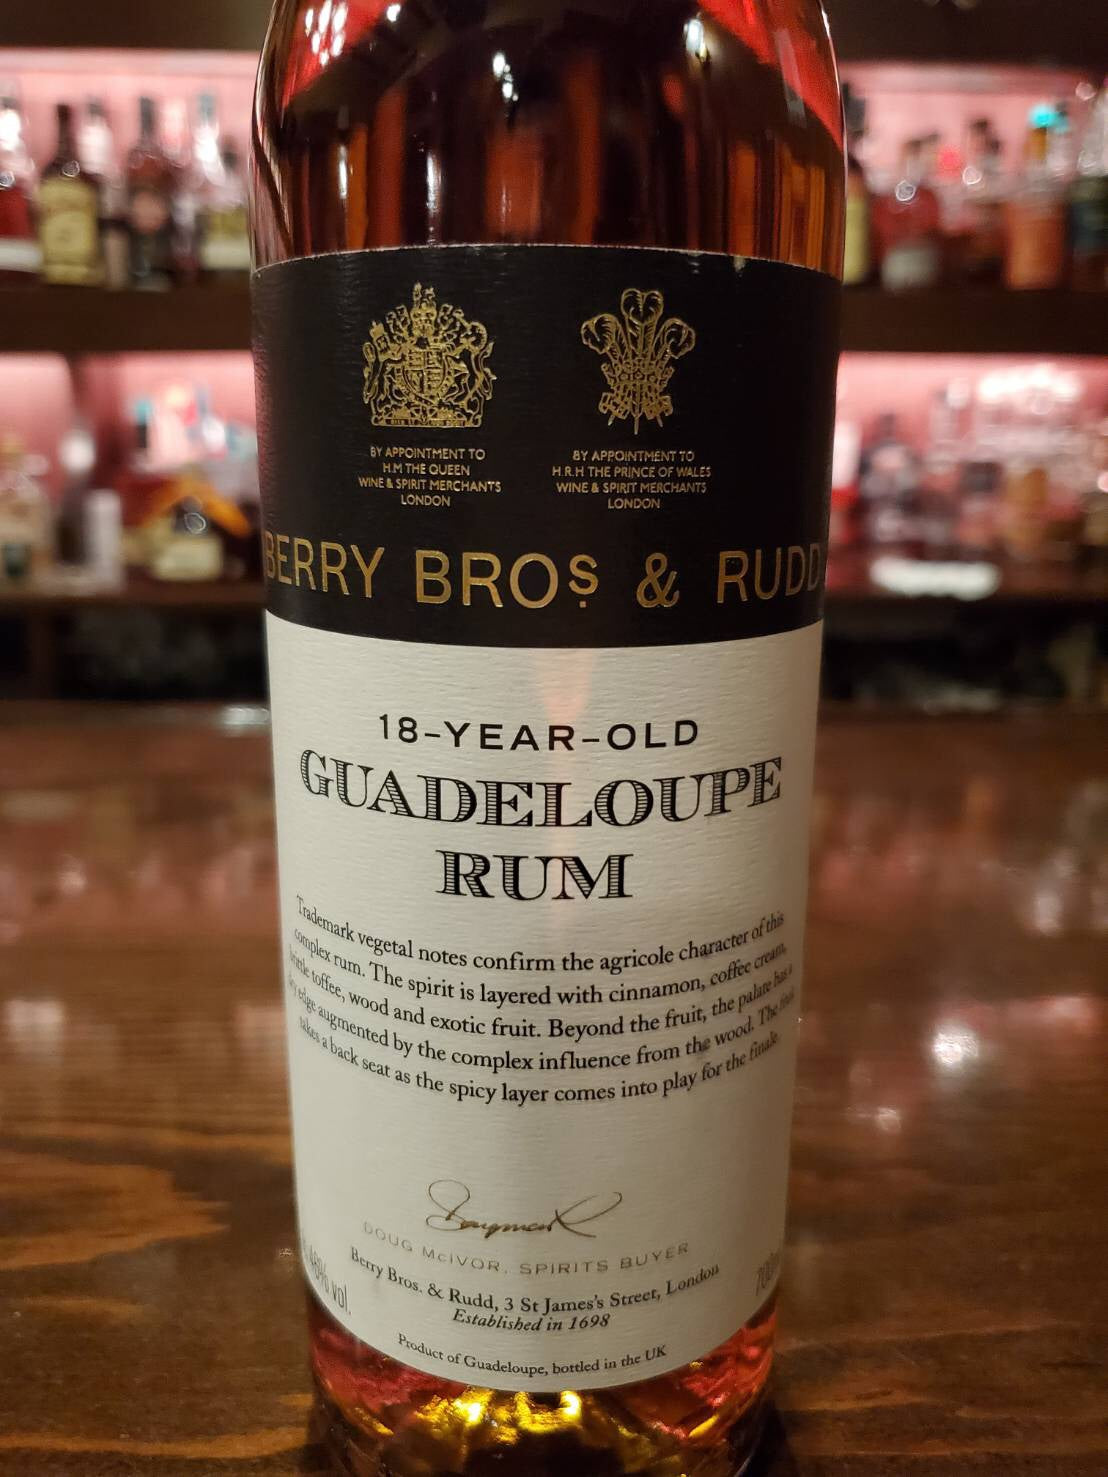 BY APPOINTMENT TO
H.M THE QUEEN
WINE & SPIRIT MERCHANTS
LONDON
BY APPOINTMENT TO
H.R.H THE PRINCE OF WALES
WINE & SPIRIT MERCHANTS
LONDON
BERRY BROS. & RUDD
18-YEAR-OLD
GUADELOUPE
RUM
Trademark vegetal notes confirm the agricole character of this
complex rum. The spirit is layered with cinnamon, coffee cream,
brittle toffee, wood and exotic fruit. Beyond the fruit, the palate has a
dry edge augmented by the complex influence from the wood. The fruit
takes a back seat as the spicy layer comes into play for the finale.
DOUG McIVOR, SPIRITS BUYER
46% vol.
Berry Bros. & Rudd, 3 St James's Street, London
Established in 1698
Product of Guadeloupe, bottled in the UK